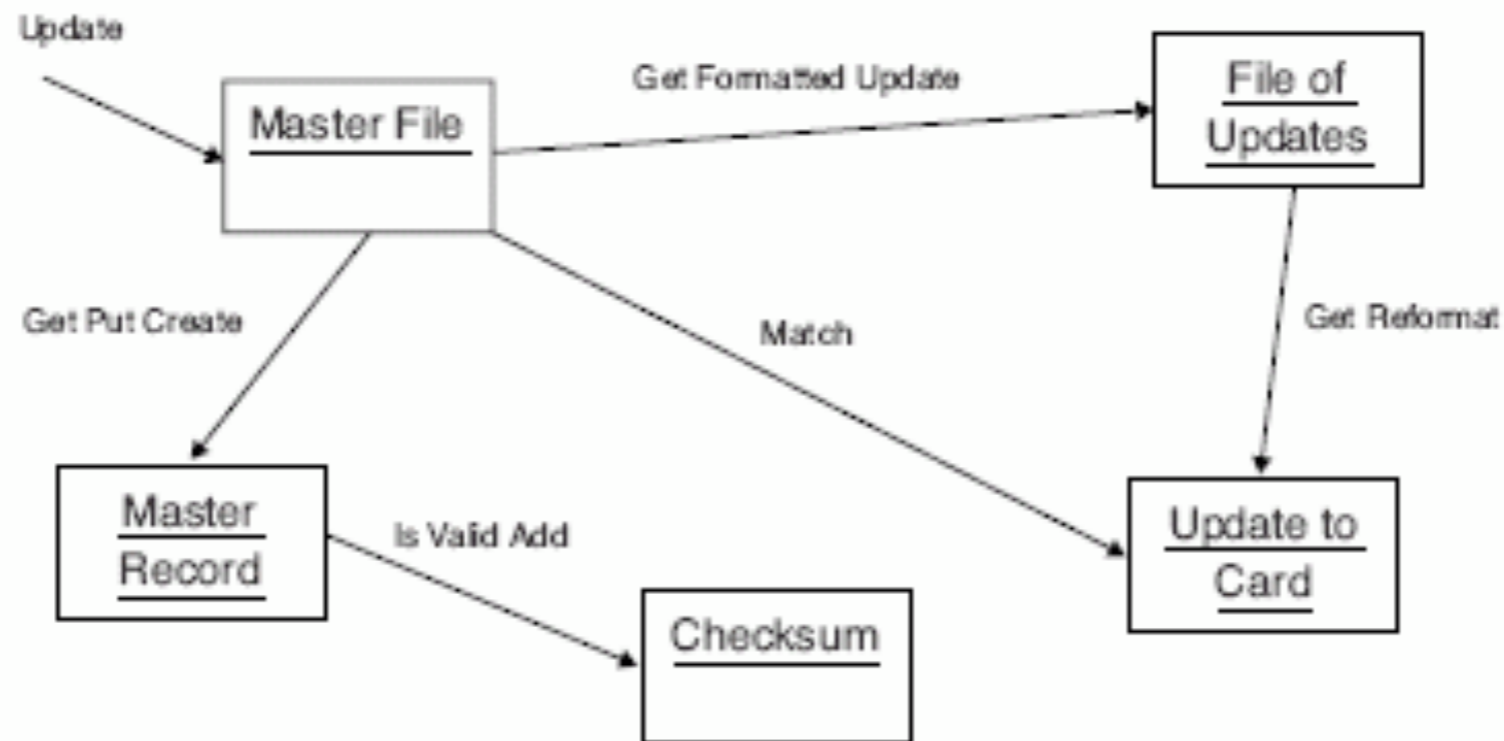 Update
Master File
Get Formatted Update
File of
Updates
Get Put Create
Match
Get Reformat
Master
Record
Is Valid Add
Update to
Card
Checksum